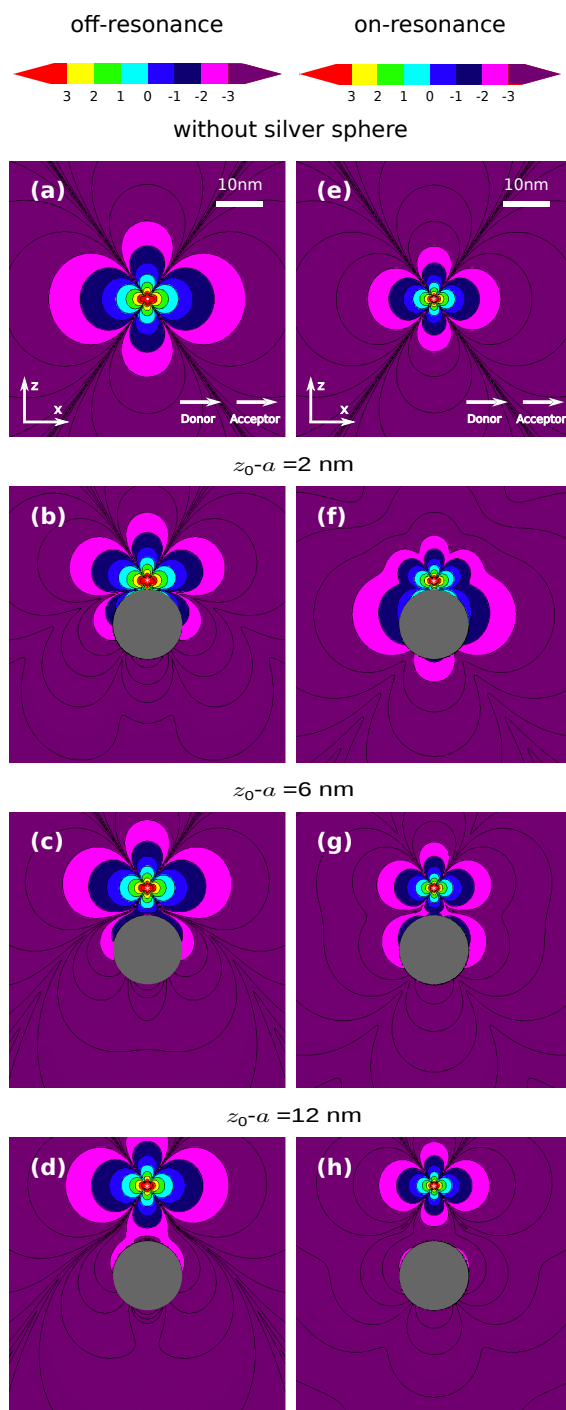 off-resonance on-resonance
3 2 1 0 -1 -2 -3 3 2 1 0 -1 -2 -3
without silver sphere
(a) 10nm (e) 10nm
z z
x x
Donor Acceptor Donor Acceptor
z₀-a =2 nm
(b) (f)
z₀-a =6 nm
(c) (g)
z₀-a =12 nm
(d) (h)